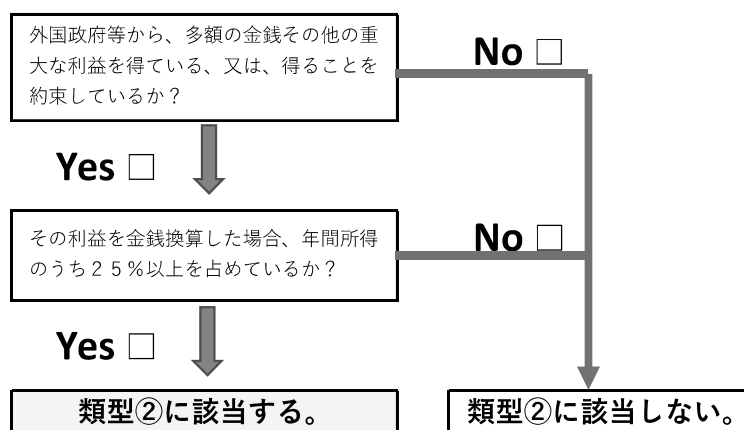 外国政府等から、多額の金銭その他の重
大な利益を得ている、又は、得ることを
約束しているか？
No □
Yes □
その利益を金銭換算した場合、年間所得
のうち２５％以上を占めているか？
No □
Yes □
類型②に該当する。
類型②に該当しない。